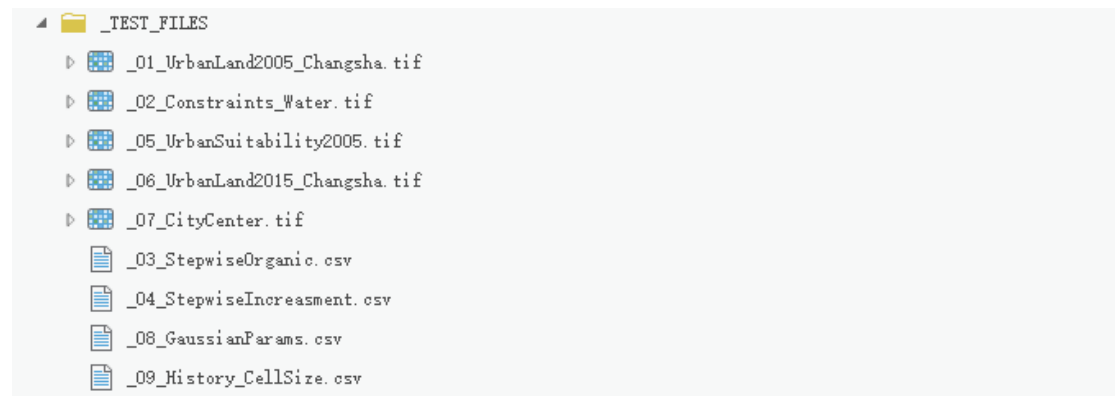 _TEST_FILES
_01_UrbanLand2005_Changsha.tif
_02_Constraints_Water.tif
_05_UrbanSuitability2005.tif
_06_UrbanLand2015_Changsha.tif
_07_CityCenter.tif
_03_StepwiseOrganic.csv
_04_StepwiseIncreasment.csv
_08_GaussianParams.csv
_09_History_CellSize.csv